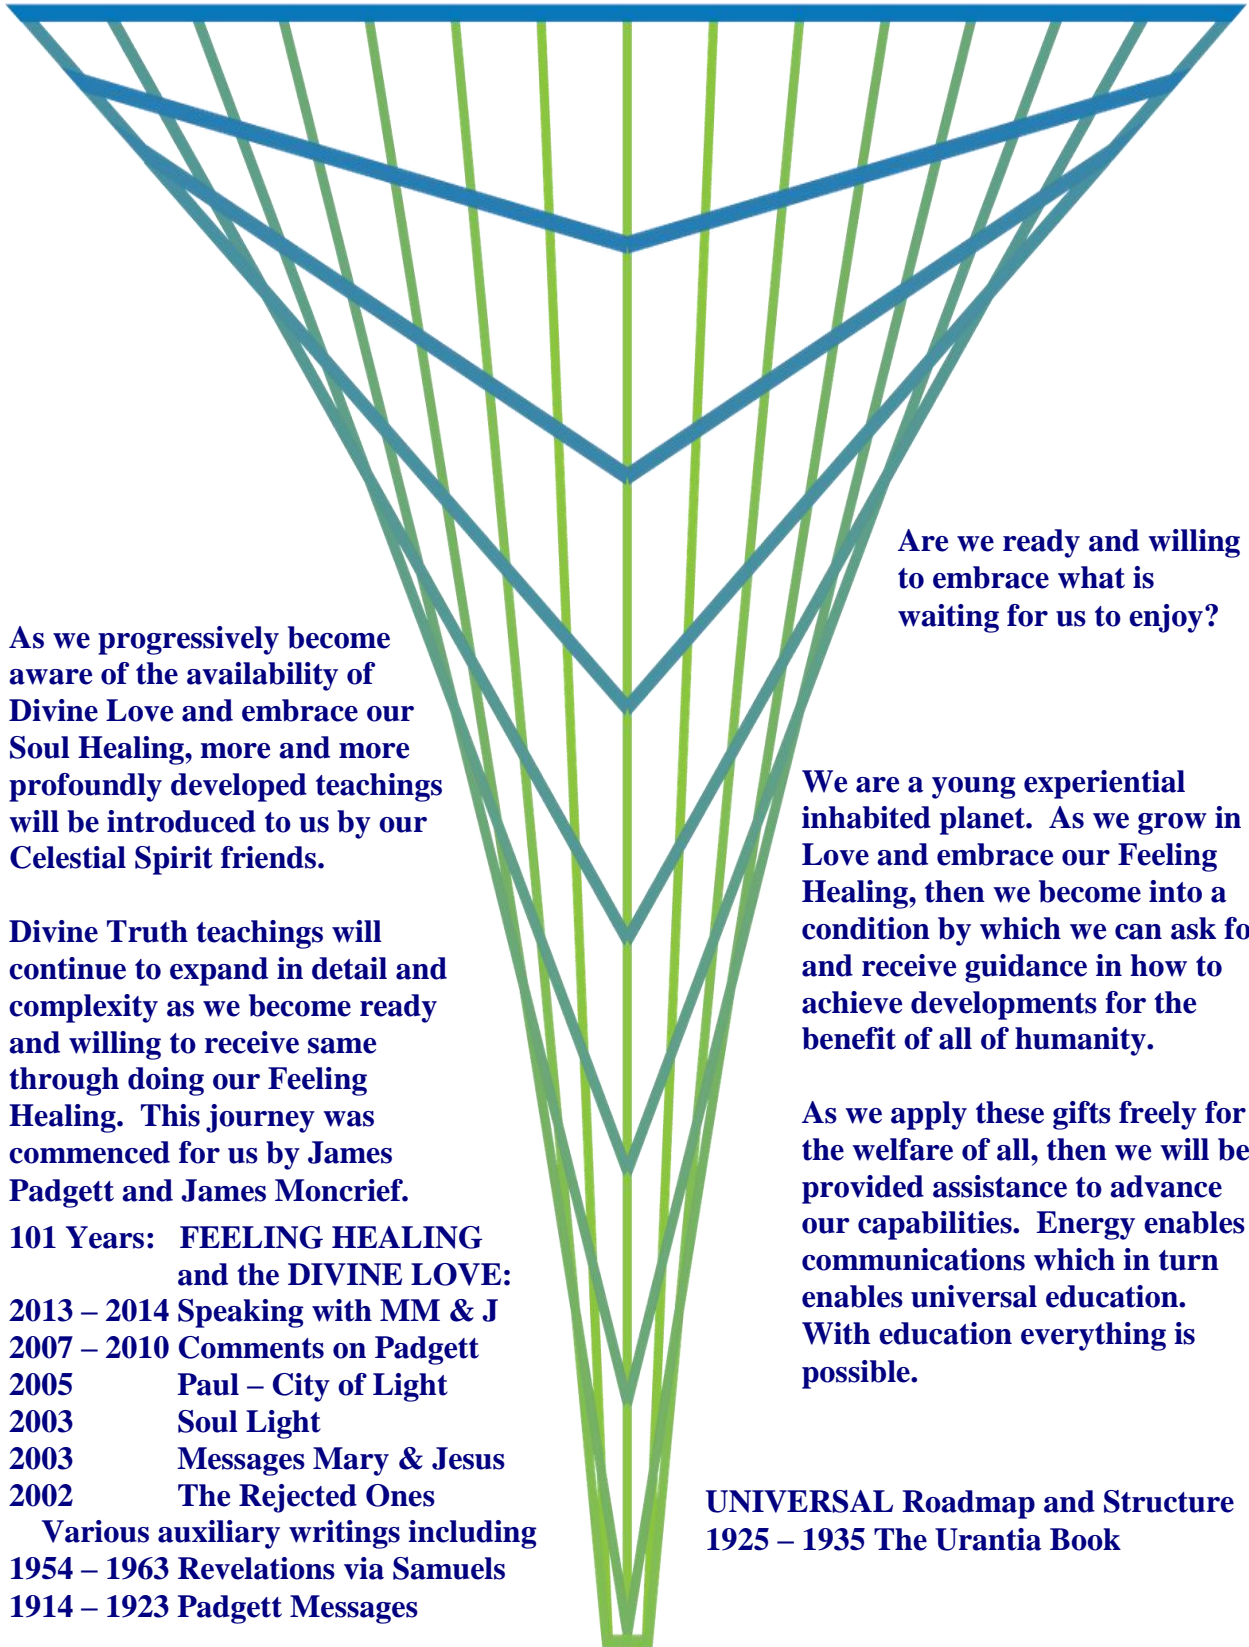 Are we ready and willing
to embrace what is
waiting for us to enjoy?
As we progressively become
aware of the availability of
Divine Love and embrace our
Soul Healing, more and more
profoundly developed teachings
will be introduced to us by our
Celestial Spirit friends.
Divine Truth teachings will
continue to expand in detail and
complexity as we become ready
and willing to receive same
through doing our Feeling
Healing.  This journey was
commenced for us by James
Padgett and James Moncrief.
101 Years:   FEELING HEALING
and the DIVINE LOVE:
2013 – 2014 Speaking with MM & J
2007 – 2010 Comments on Padgett
2005 Paul – City of Light
2003 Soul Light
2003 Messages Mary & Jesus
2002 The Rejected Ones
Various auxiliary writings including
1954 – 1963 Revelations via Samuels
1914 – 1923 Padgett Messages
We are a young experiential
inhabited planet.  As we grow in
Love and embrace our Feeling
Healing, then we become into a
condition by which we can ask fo
and receive guidance in how to
achieve developments for the
benefit of all of humanity.
As we apply these gifts freely for
the welfare of all, then we will be
provided assistance to advance
our capabilities.  Energy enables
communications which in turn
enables universal education.
With education everything is
possible.
UNIVERSAL Roadmap and Structure
1925 – 1935 The Urantia Book